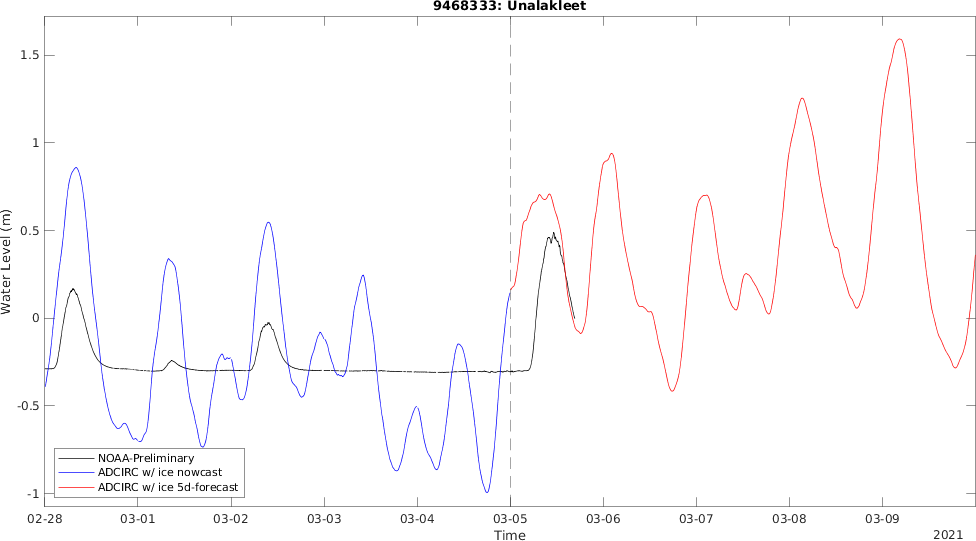 9468333: Unalakleet
Water Level (m)
1.5
1
0.5
0
-0.5
-1
NOAA-Preliminary
ADCIRC w/ ice nowcast
ADCIRC w/ ice 5d-forecast
02-28 03-01 03-02 03-03 03-04 03-05 03-06 03-07 03-08 03-09
Time
2021